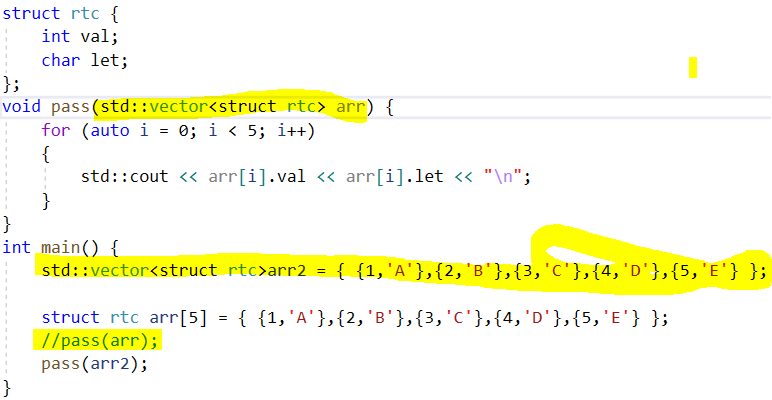 struct rtc {
    int val;
    char let;
};
void pass(std::vector<struct rtc> arr) {
    for (auto i = 0; i < 5; i++)
    {
        std::cout << arr[i].val << arr[i].let << "\n";
    }
}
int main() {
    std::vector<struct rtc>arr2 = { {1,'A'},{2,'B'},{3,'C'},{4,'D'},{5,'E'} };
    struct rtc arr[5] = { {1,'A'},{2,'B'},{3,'C'},{4,'D'},{5,'E'} };
    //pass(arr);
    pass(arr2);
}